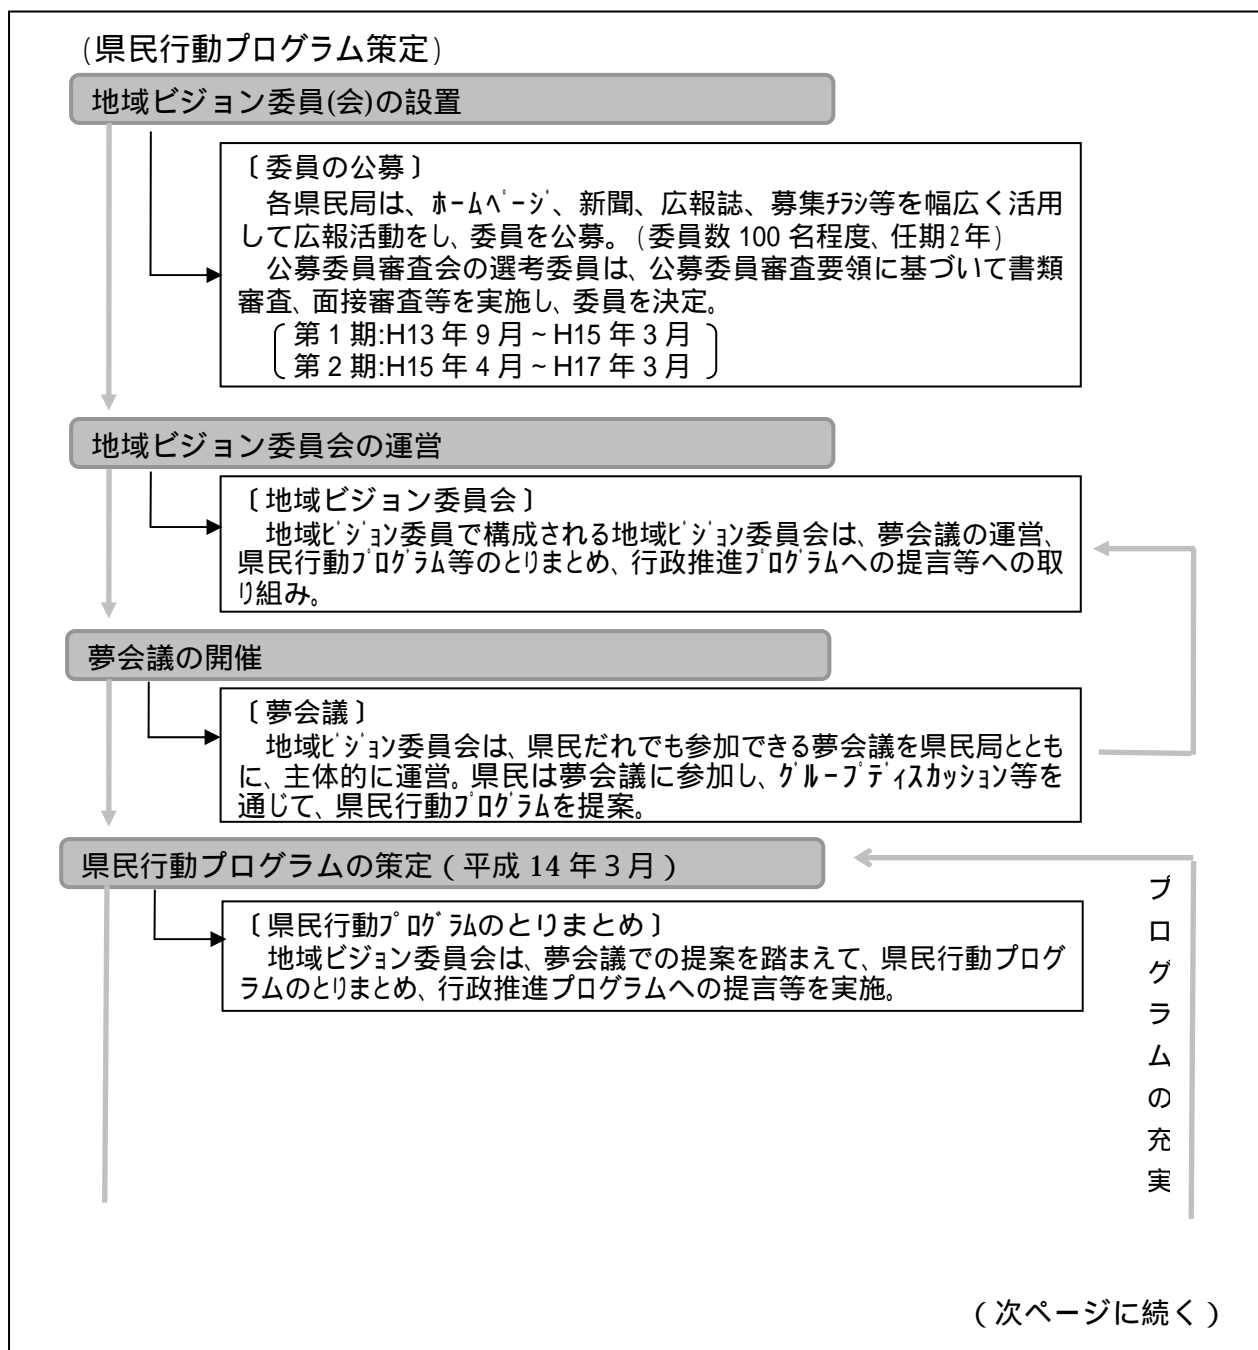 (県民行動プログラム策定)
地域ビジョン委員(会)の設置
〔委員の公募〕
各県民局は、ﾎｰﾑﾍﾟｰｼﾞ、新聞、広報誌、募集ﾁﾗｼ等を幅広く活用
して広報活動をし、委員を公募。(委員数 100 名程度、任期2年)
公募委員審査会の選考委員は、公募委員審査要領に基づいて書類
審査、面接審査等を実施し、委員を決定。
第 1 期:H13 年 9 月~H15 年 3 月
第 2 期:H15 年 4 月~H17 年 3 月
地域ビジョン委員会の運営
〔地域ビジョン委員会〕
地域ﾋﾞｼﾞｮﾝ委員で構成される地域ﾋﾞｼﾞｮﾝ委員会は、夢会議の運営、
県民行動ﾌﾟﾛｸﾞﾗﾑ等のとりまとめ、行政推進ﾌﾟﾛｸﾞﾗﾑへの提言等への取
り組み。
夢会議の開催
〔夢会議〕
地域ﾋﾞｼﾞｮﾝ委員会は、県民だれでも参加できる夢会議を県民局ととも
に、主体的に運営。県民は夢会議に参加し、ｸﾞﾙｰﾌﾟﾃﾞｨｽｶｯｼｮﾝ等を
通じて、県民行動ﾌﾟﾛｸﾞﾗﾑを提案。
県民行動プログラムの策定(平成 14 年3月)
〔県民行動ﾌﾟﾛｸﾞﾗﾑのとりまとめ〕
地域ビジョン委員会は、夢会議での提案を踏まえて、県民行動プログ
ラムのとりまとめ、行政推進プログラムへの提言等を実施。
プログラムの充実
(次ページに続く)